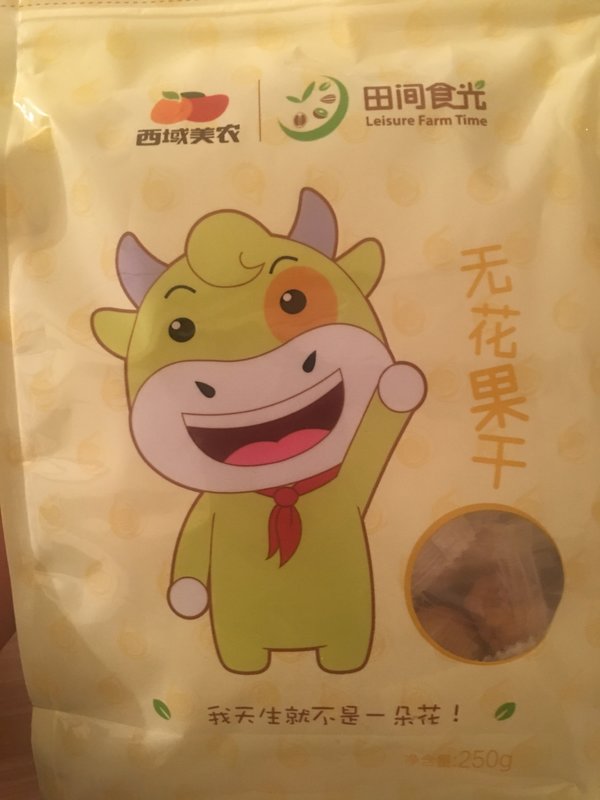 西域美农
田间食光
Leisure Farm Time
无花果干
我天生就不是一朵花！
净含量:250g